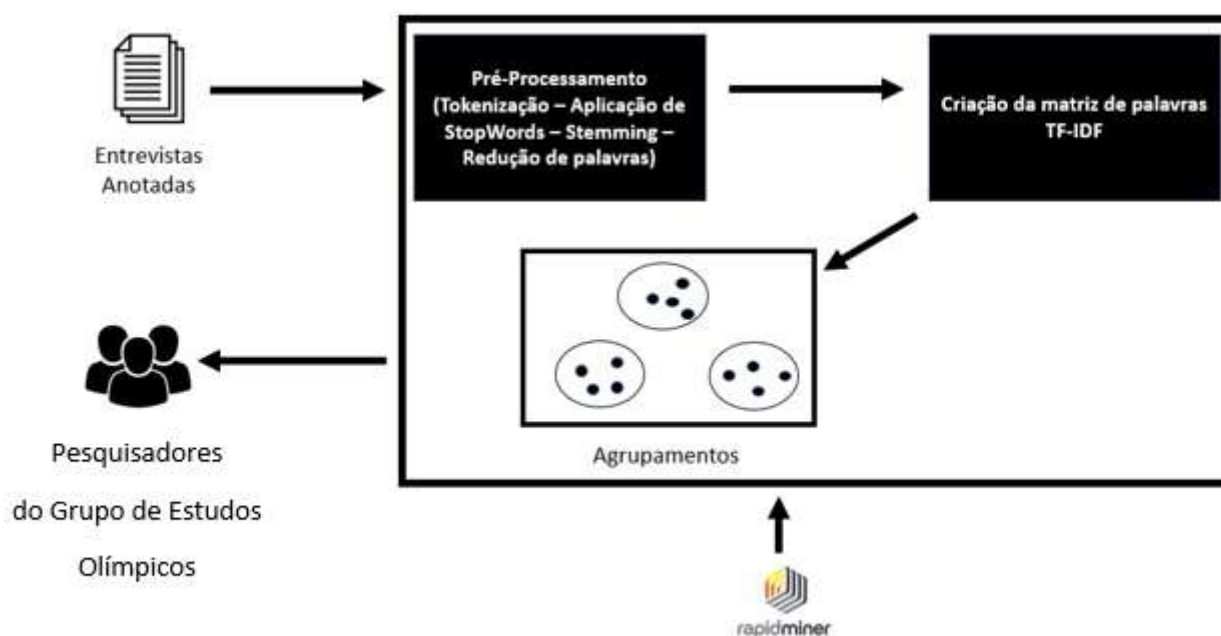 Entrevistas
Anotadas
Pré-Processamento
(Tokenização – Aplicação de
StopWords – Stemming –
Redução de palavras)
Criação da matriz de palavras
TF-IDF
Agrupamentos
Pesquisadores
do Grupo de Estudos
Olímpicos
rapidminer